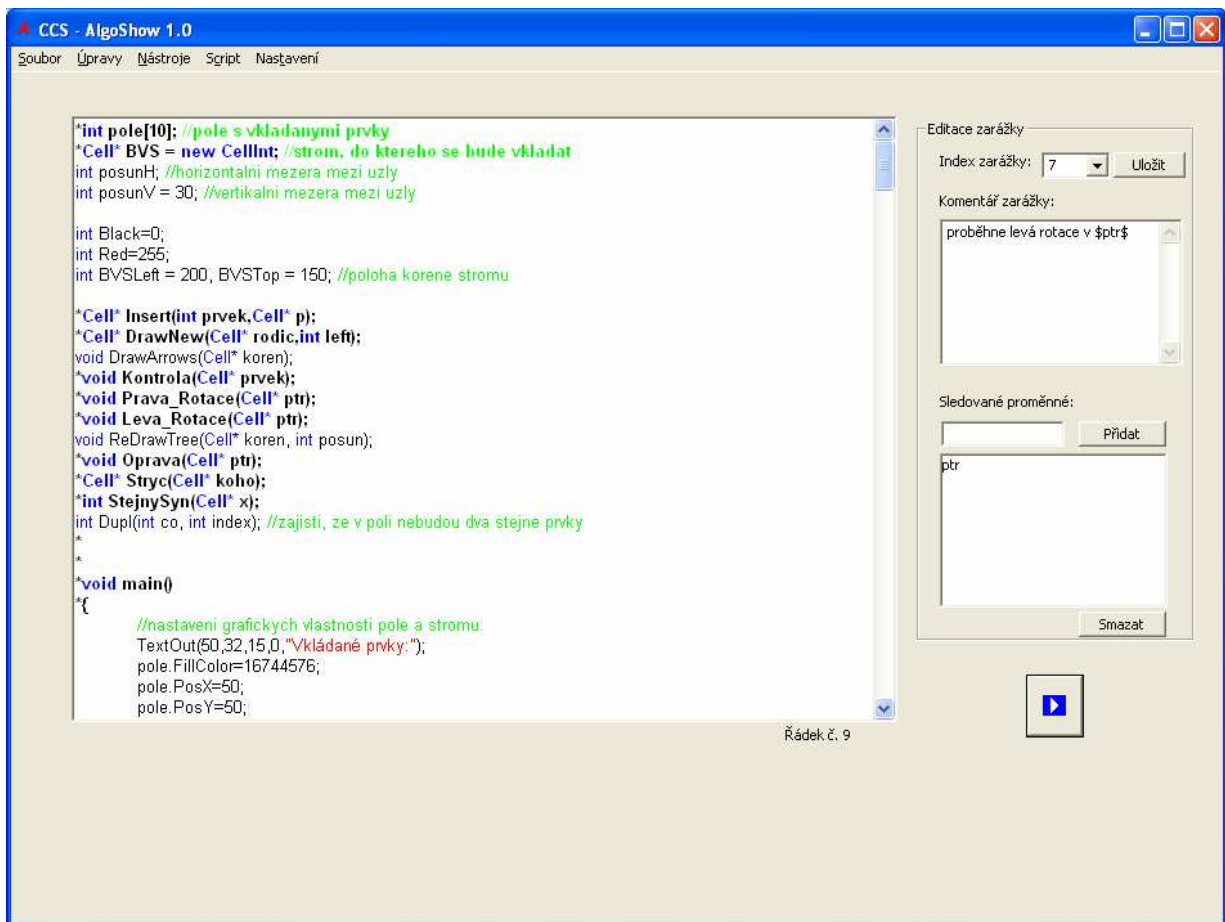 CCS - AlgoShow 1.0
Soubor Úpravy Nástroje Script Nastavení
*int pole[10]; //pole s vkladanymi prvky
*Cell* BVS = new CellInt; //strom, do ktereho se bude vkladat
int posunH; //horizontalni mezera mezi uzly
int posunV = 30; //vertikalni mezera mezi uzly
int Black=0;
int Red=255;
int BVSLeft = 200, BVSTop = 150; //poloha korene stromu
*Cell* Insert(int prvek,Cell* p);
*Cell* DrawNew(Cell* rodic,int left);
void DrawArrows(Cell* koren);
*void Kontrola(Cell* prvek);
*void Prava_Rotace(Cell* ptr);
*void Leva_Rotace(Cell* ptr);
void ReDrawTree(Cell* koren, int posun);
*void Oprava(Cell* ptr);
*Cell* Stryc(Cell* koho);
*int StejnySyn(Cell* x);
int Dupl(int co, int index); //zajisti, ze v poli nebudou dva stejne prvky
*
*
*void main()
*{
//nastaveni grafickych vlastnosti pole a stromu:
TextOut(50,32,15,0,"Vkládané prvky:");
pole.FillColor=16744576;
pole.PosX=50;
pole.PosY=50;
Řádek č. 9
Editace zarážky
Index zarážky: 7 Uložit
Komentář zarážky:
proběhne levá rotace v $ptr$
Sledované proměnné:
Přidat
ptr
Smazat